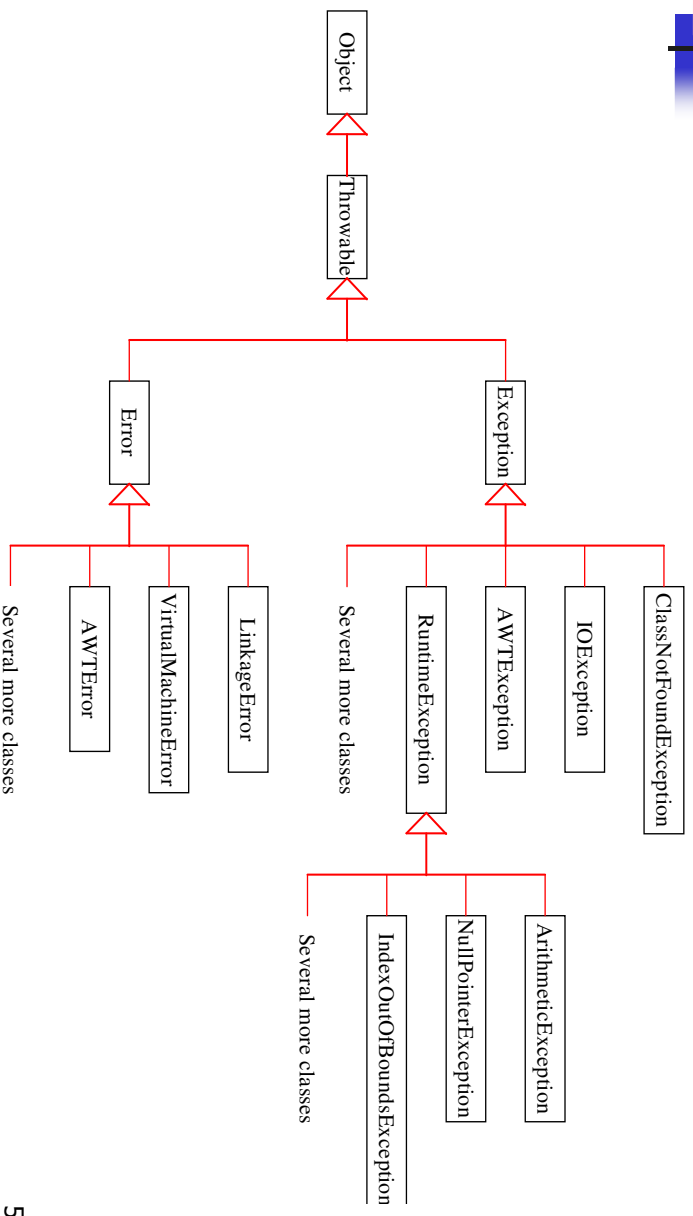 ClassNotFoundException
IOException
Exception
AWTException
ArithmeticException
RuntimeException
NullPointerException
Object
Throwable
Several more classes
IndexOutOfBoundsException
Several more classes
LinkageError
VirtualMachineError
Error
AWTError
Several more classes
5